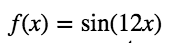 f(x) = sin(12x)